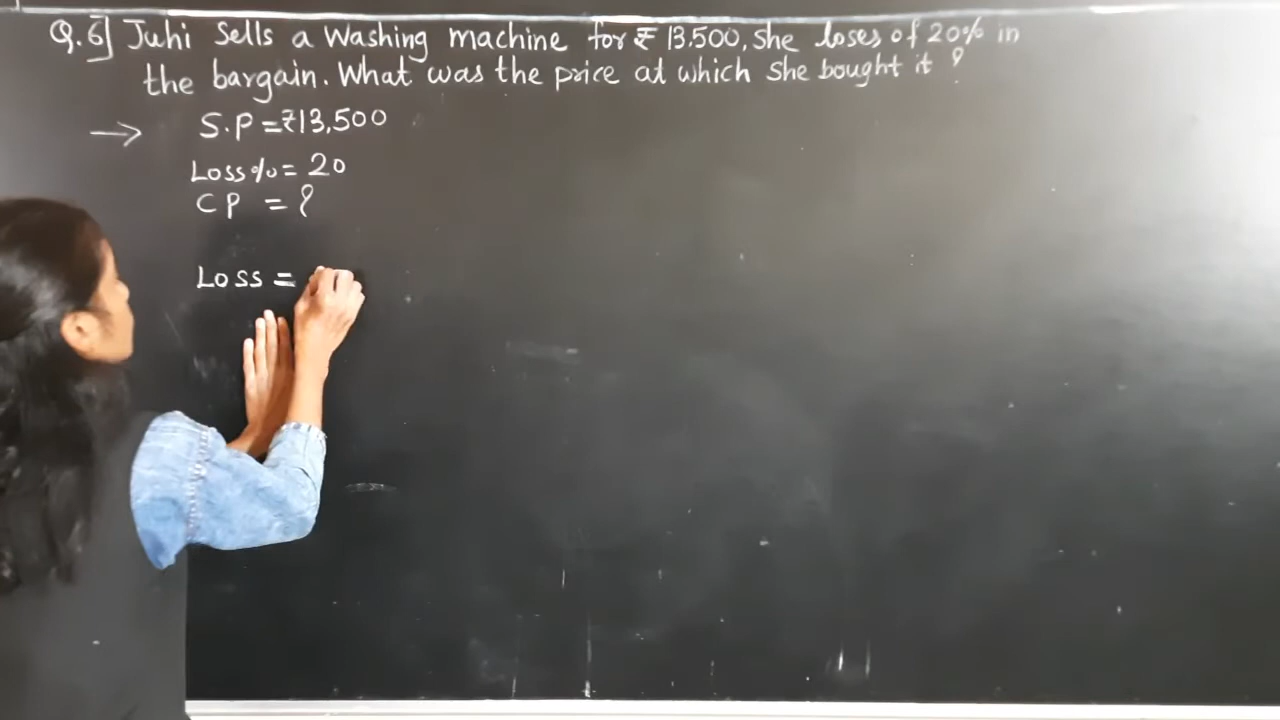 Q.6] Juhi Sells a Washing machine for ₹ 13,500, She loses of 20% in
the bargain. What was the price at which She bought it ?
→ S.P = ₹13,500
Loss% = 20
CP = ?
Loss =